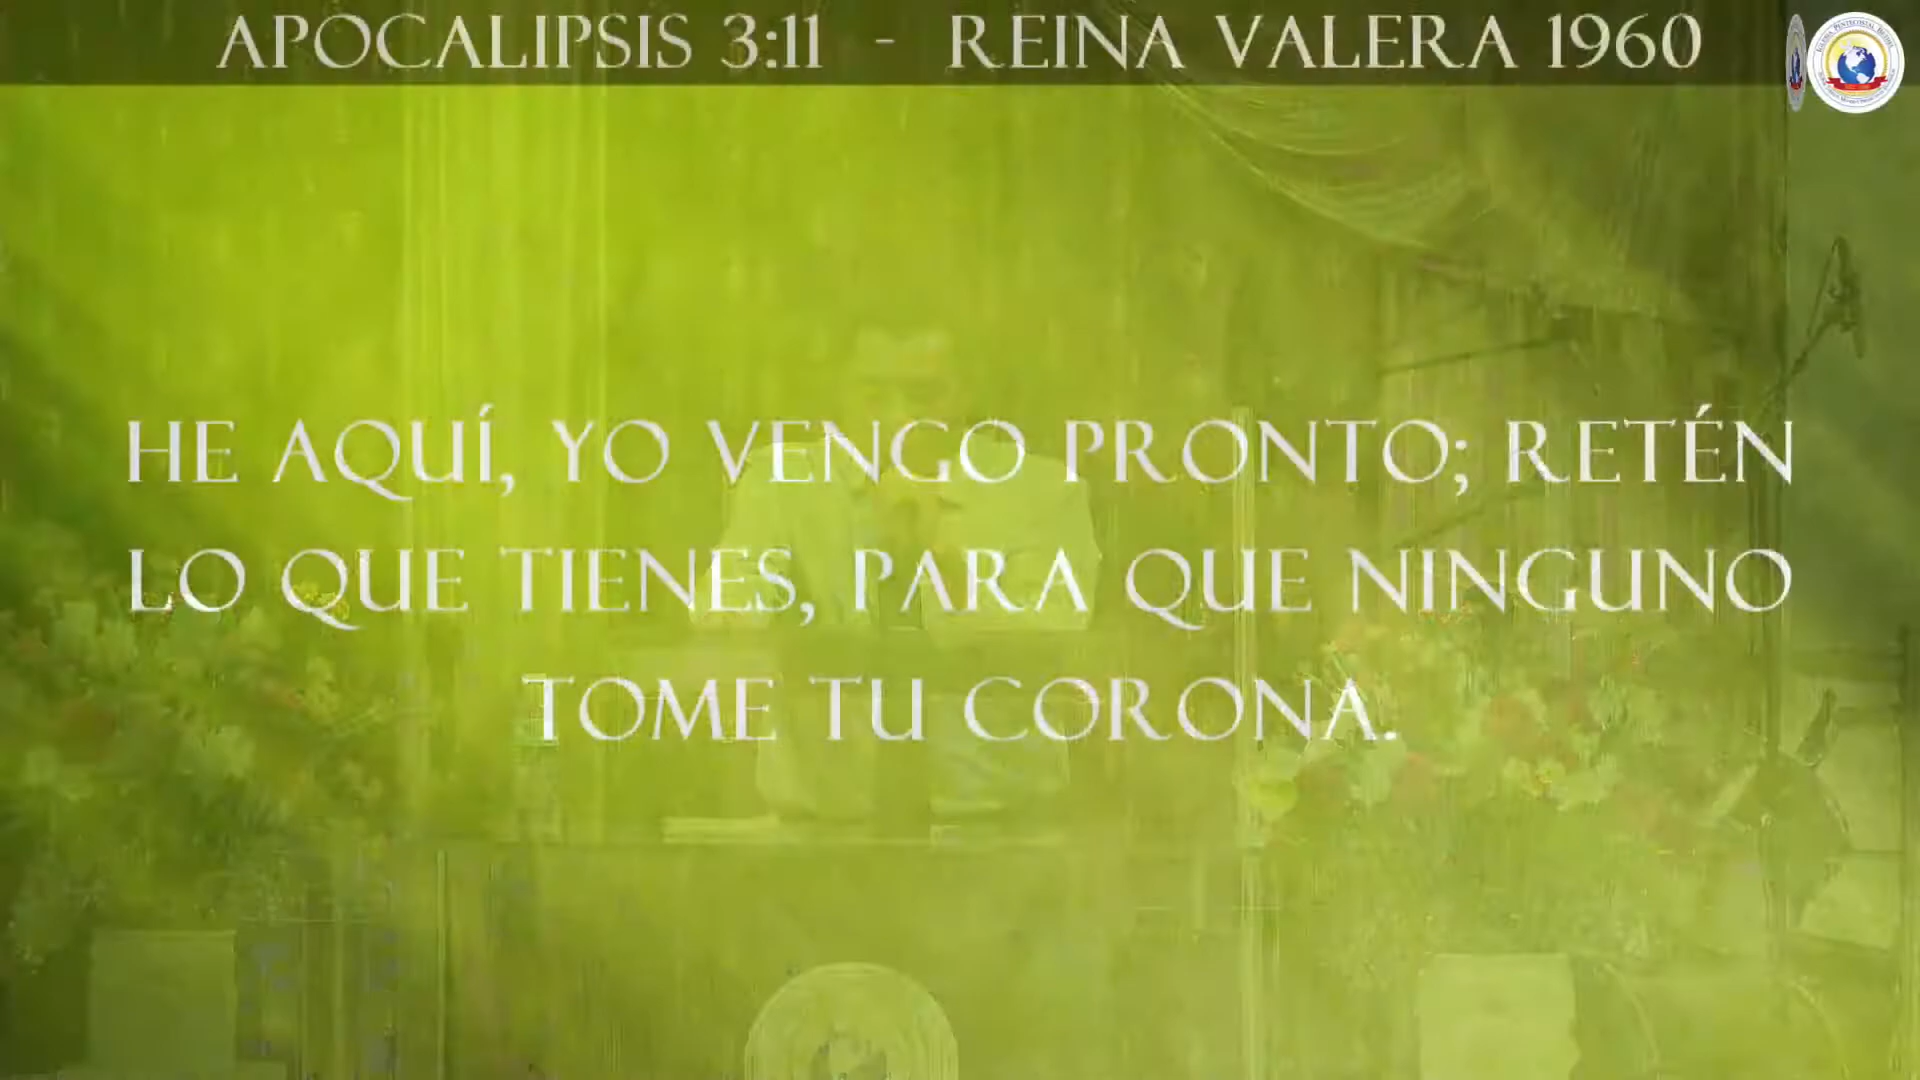 APOCALIPSIS 3:11 - REINA VALERA 1960
HE AQUÍ, YO VENGO PRONTO; RETÉN
LO QUE TIENES, PARA QUE NINGUNO
TOME TU CORONA.